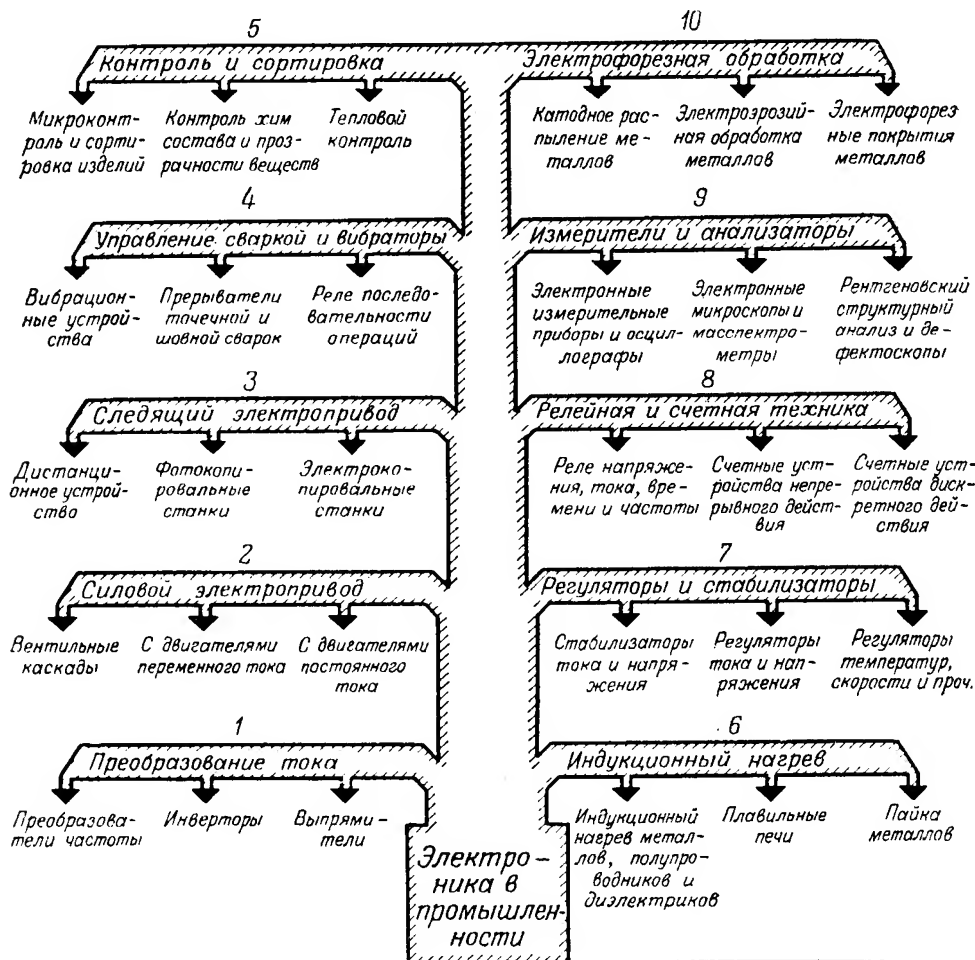 5
Контроль и сортировка
Микроконт-
роль и сорти-
ровка изделий
Контроль хим
состава и проз-
рачности веществ
Тепловой
контроль
10
Электрофорезная обработка
Катодное рас-
пыление ме-
таллов
Электроэрозий-
ная обработка
металлов
Электрофорез-
ные покрытия
металлов
4
Управление сваркой и вибраторы
Вибрацион-
ные устрой-
ства
Прерыватели
точечной и
шовной сварок
Реле последо-
вательности
операций
9
Измерители и анализаторы
Электронные
измерительные
приборы и осцил-
лографы
Электронные
микроскопы и
масспектро-
метры
Рентгеновский
структурный
анализ и де-
фектоскопы
3
Следящий электропривод
Дистанци-
онное устрой-
ство
Фотокопи-
ровальные
станки
Электроко-
пировальные
станки
8
Релейная и счетная техника
Реле напряже-
ния, тока, вре-
мени и частоты
Счетные уст-
ройства непре-
рывного дейст-
вия
Счетные уст-
ройства диск-
ретного дей-
ствия
2
Силовой электропривод
Вентильные
каскады
С двигателями
переменного тока
С двигателями
постоянного
тока
7
Регуляторы и стабилизаторы
Стабилизаторы
тока и напря-
жения
Регуляторы
тока и нап-
ряжения
Регуляторы
температур,
скорости и проч.
1
Преобразование тока
Преобразова-
тели частоты
Инверторы
Выпрями-
тели
6
Индукционный нагрев
Индукционный
нагрев метал-
лов, полупро-
водников и
диэлектриков
Плавильные
печи
Пайка
металлов
Электро-
ника в
промышлен-
ности